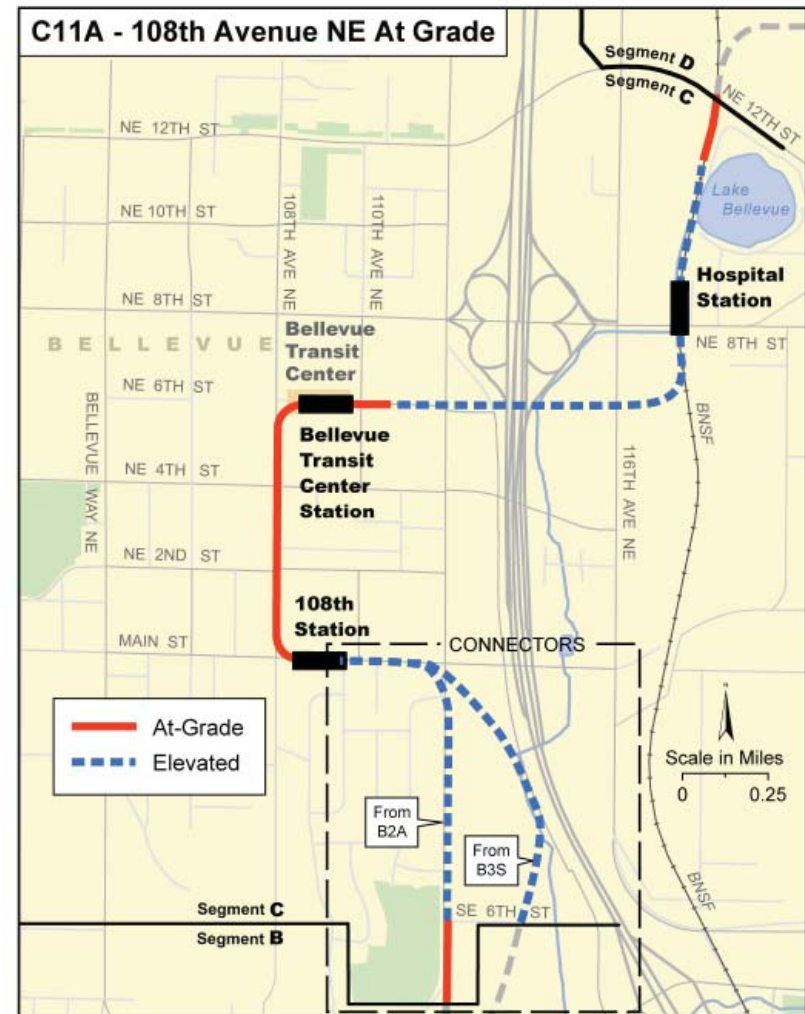 C11A - 108th Avenue NE At Grade
Segment D
Segment C
NE 12TH ST
NE 12TH ST
Lake
Bellevue
NE 10TH ST
108TH AVE NE
110TH AVE NE
Hospital
Station
NE 8TH ST
NE 8TH ST
BELLEVUE
Bellevue
Transit
Center
NE 6TH ST
BELLEVUE WAY NE
BNSF
Bellevue
Transit
Center
Station
116TH AVE NE
NE 4TH ST
NE 2ND ST
108th
Station
MAIN ST
CONNECTORS
At-Grade
Elevated
Scale in Miles
0 0.25
From
B2A
From
B3S
BNSF
Segment C
SE 6TH ST
Segment B